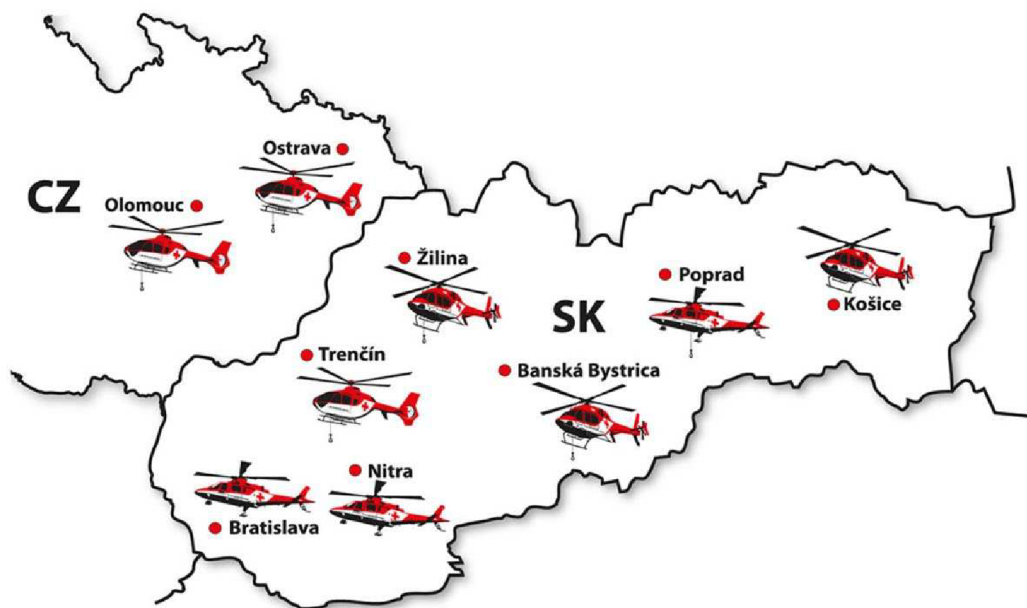 Ostrava
CZ
Olomouc
Žilina
Poprad
Košice
SK
Trenčín
Banská Bystrica
Nitra
Bratislava